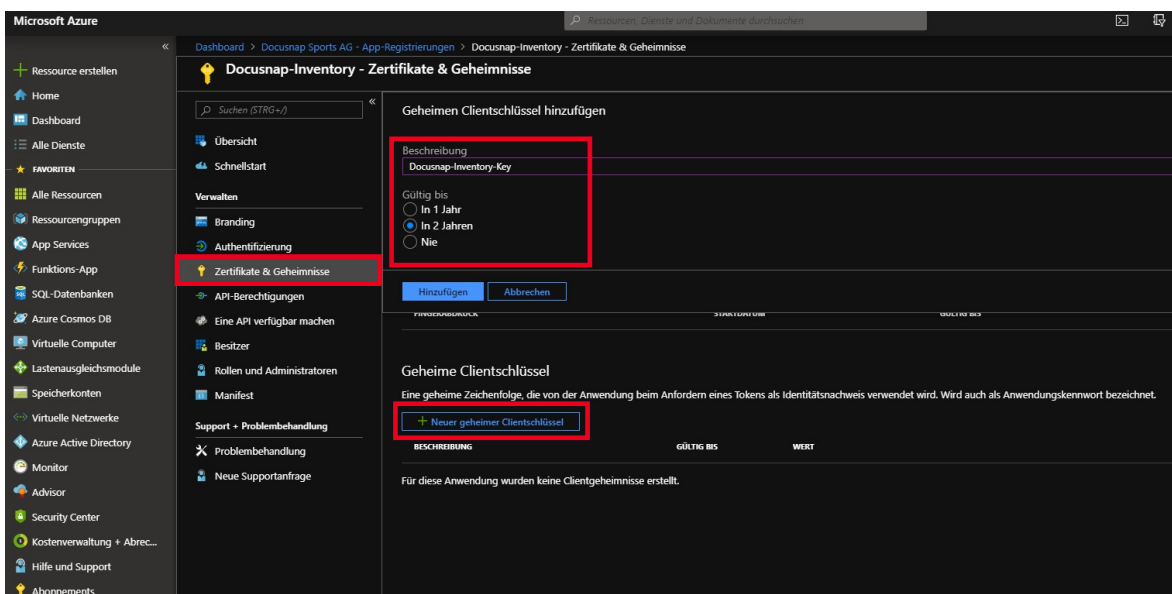 Microsoft Azure
Ressourcen, Dienste und Dokumente durchsuchen
Dashboard > Docusnap Sports AG - App-Registrierungen > Docusnap-Inventory - Zertifikate & Geheimnisse
Docusnap-Inventory - Zertifikate & Geheimnisse
Ressource erstellen
Home
Dashboard
Alle Dienste
FAVORITEN
Alle Ressourcen
Ressourcengruppen
App Services
Funktions-App
SQL-Datenbanken
Azure Cosmos DB
Virtuelle Computer
Lastenausgleichsmodule
Speicherkonten
Virtuelle Netzwerke
Azure Active Directory
Monitor
Advisor
Security Center
Kostenverwaltung + Abrec...
Hilfe und Support
Abonnements
Suchen (STRG+/)
Übersicht
Schnellstart
Verwalten
Branding
Authentifizierung
Zertifikate & Geheimnisse
API-Berechtigungen
Eine API verfügbar machen
Besitzer
Rollen und Administratoren
Manifest
Support + Problembehandlung
Problembehandlung
Neue Supportanfrage
Geheimen Clientschlüssel hinzufügen
Beschreibung
Docusnap-Inventory-Key
Gültig bis
In 1 Jahr
In 2 Jahren
Nie
Hinzufügen Abbrechen
FINGERABDRUCK STARTDATUM GÜLTIG BIS
Geheime Clientschlüssel
Eine geheime Zeichenfolge, die von der Anwendung beim Anfordern eines Tokens als Identitätsnachweis verwendet wird. Wird auch als Anwendungskennwort bezeichnet.
Neuer geheimer Clientschlüssel
BESCHREIBUNG GÜLTIG BIS WERT
Für diese Anwendung wurden keine Clientgeheimnisse erstellt.